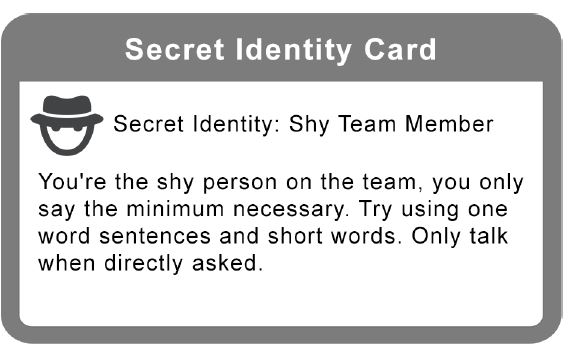 Secret Identity Card
Secret Identity: Shy Team Member
You're the shy person on the team, you only
say the minimum necessary. Try using one
word sentences and short words. Only talk
when directly asked.